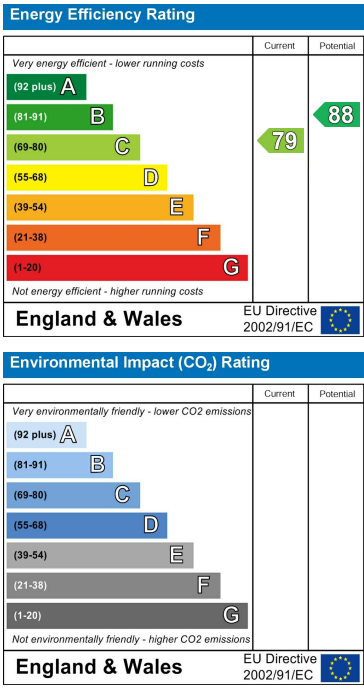 Energy Efficiency Rating
Current Potential
Very energy efficient - lower running costs
(92 plus) A
(81-91) B
88
(69-80) C
79
(55-68) D
(39-54) E
(21-38) F
(1-20) G
Not energy efficient - higher running costs
England & Wales
EU Directive
2002/91/EC
Environmental Impact (CO₂) Rating
Current Potential
Very environmentally friendly - lower CO2 emissions
(92 plus) A
(81-91) B
(69-80) C
(55-68) D
(39-54) E
(21-38) F
(1-20) G
Not environmentally friendly - higher CO2 emissions
England & Wales
EU Directive
2002/91/EC